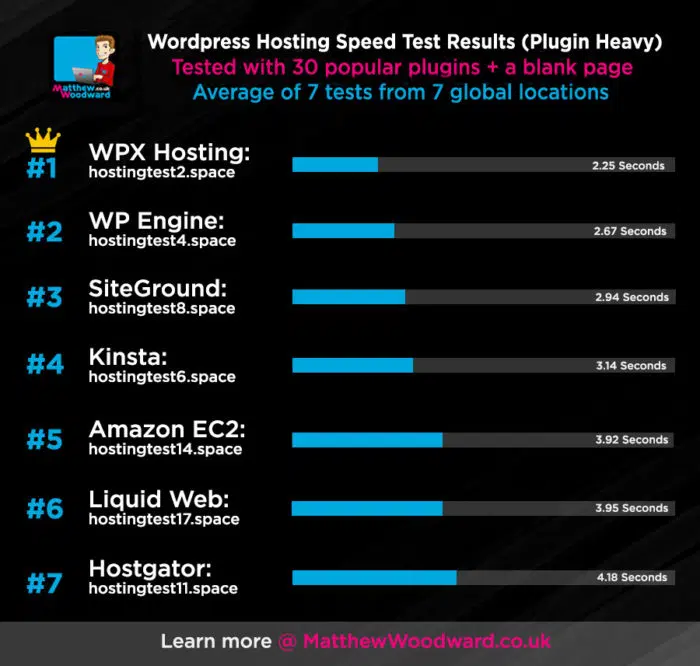 Matthew
Woodward
.co.uk
Wordpress Hosting Speed Test Results (Plugin Heavy)
Tested with 30 popular plugins + a blank page
Average of 7 tests from 7 global locations
#1
WPX Hosting:
hostingtest2.space
2.25 Seconds
#2
WP Engine:
hostingtest4.space
2.67 Seconds
#3
SiteGround:
hostingtest8.space
2.94 Seconds
#4
Kinsta:
hostingtest6.space
3.14 Seconds
#5
Amazon EC2:
hostingtest14.space
3.92 Seconds
#6
Liquid Web:
hostingtest17.space
3.95 Seconds
#7
Hostgator:
hostingtest11.space
4.18 Seconds
Learn more @ MatthewWoodward.co.uk